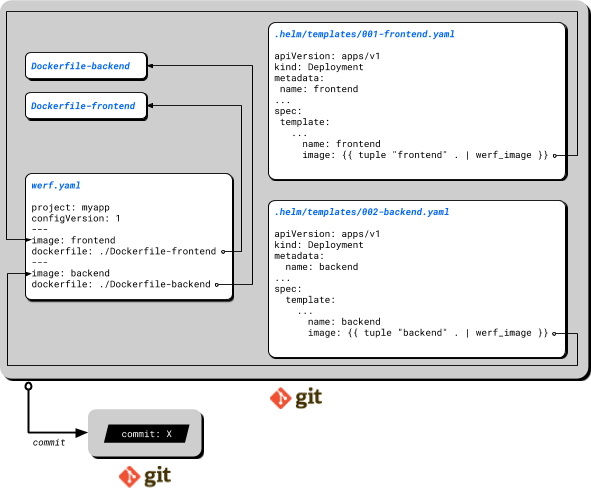 Dockerfile-backend
Dockerfile-frontend
werf.yaml
project: myapp
configVersion: 1
---
image: frontend
dockerfile: ./Dockerfile-frontend
---
image: backend
dockerfile: ./Dockerfile-backend
.helm/templates/001-frontend.yaml
apiVersion: apps/v1
kind: Deployment
metadata:
 name: frontend
...
spec:
 template:
   ...
     name: frontend
     image: {{ tuple "frontend" . | werf_image }}
.helm/templates/002-backend.yaml
apiVersion: apps/v1
kind: Deployment
metadata:
  name: backend
...
spec:
  template:
    ...
      name: backend
      image: {{ tuple "backend" . | werf_image }}
git
commit
commit: X
git